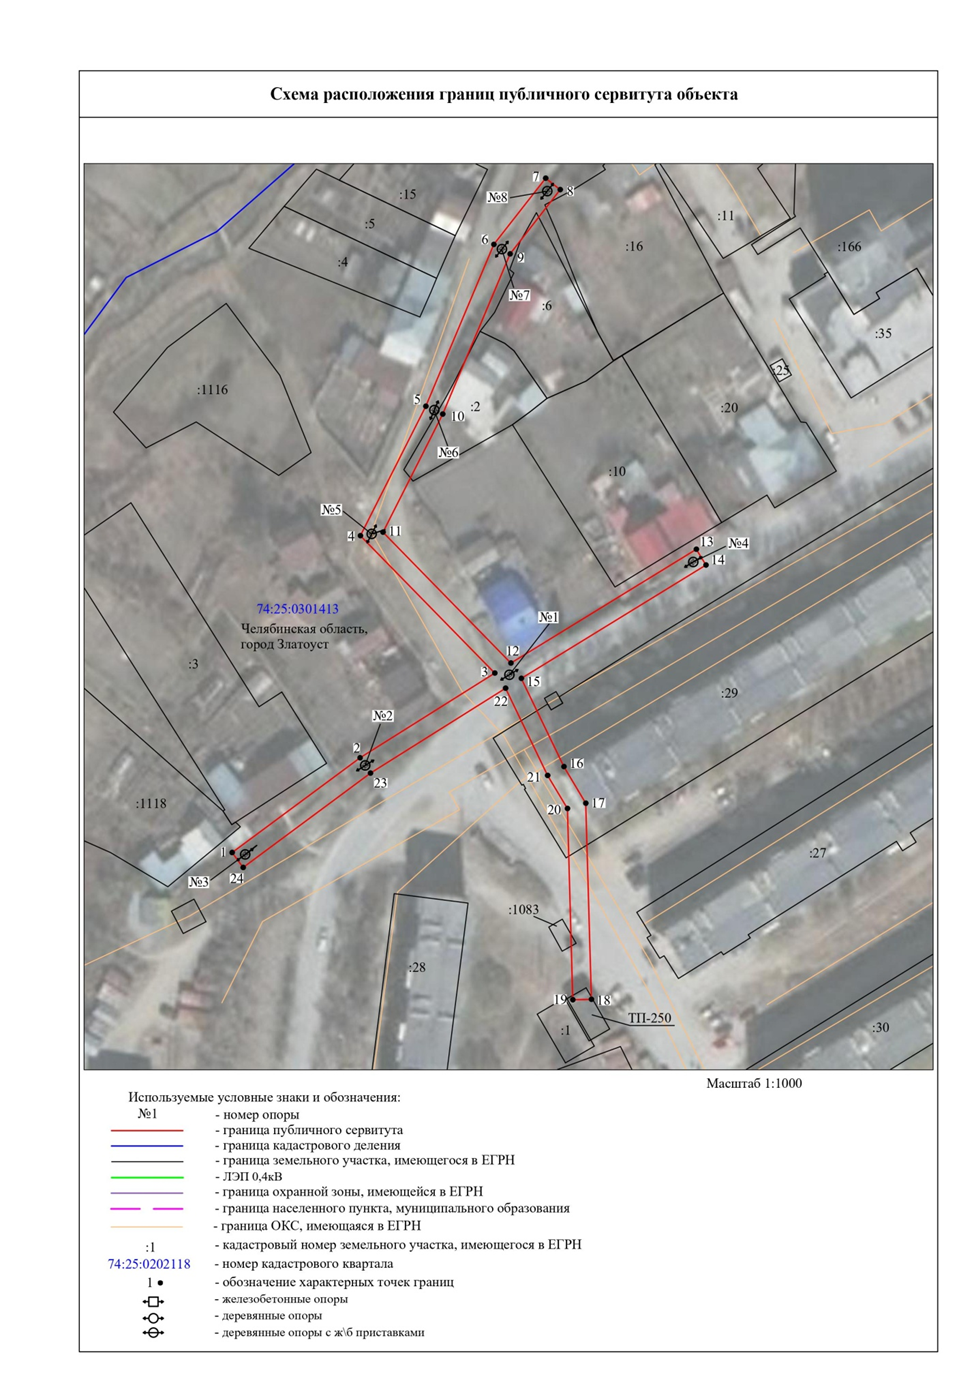 Схема расположения границ публичного сервитута объекта
7
8
№8
:15
:5
:11
:4
6
9
:16
:166
№7
:6
:35
:25
:1116
5
10
:2
:20
№6
:10
№5
4
11
13
№4
14
74:25:0301413
Челябинская область,
город Златоуст
№1
12
:3
3
15
22
:29
№2
2
23
16
21
17
20
:1118
1
24
№3
:27
:1083
:28
19
18
ТП-250
:1
:30
Масштаб 1:1000
Используемые условные знаки и обозначения:
№1 - номер опоры
- граница публичного сервитута
- граница кадастрового деления
- граница земельного участка, имеющегося в ЕГРН
- ЛЭП 0,4кВ
- граница охранной зоны, имеющейся в ЕГРН
- граница населенного пункта, муниципального образования
- граница ОКС, имеющаяся в ЕГРН
:1 - кадастровый номер земельного участка, имеющегося в ЕГРН
74:25:0202118 - номер кадастрового квартала
1 - обозначение характерных точек границ
- железобетонные опоры
- деревянные опоры
- деревянные опоры с ж\б приставками